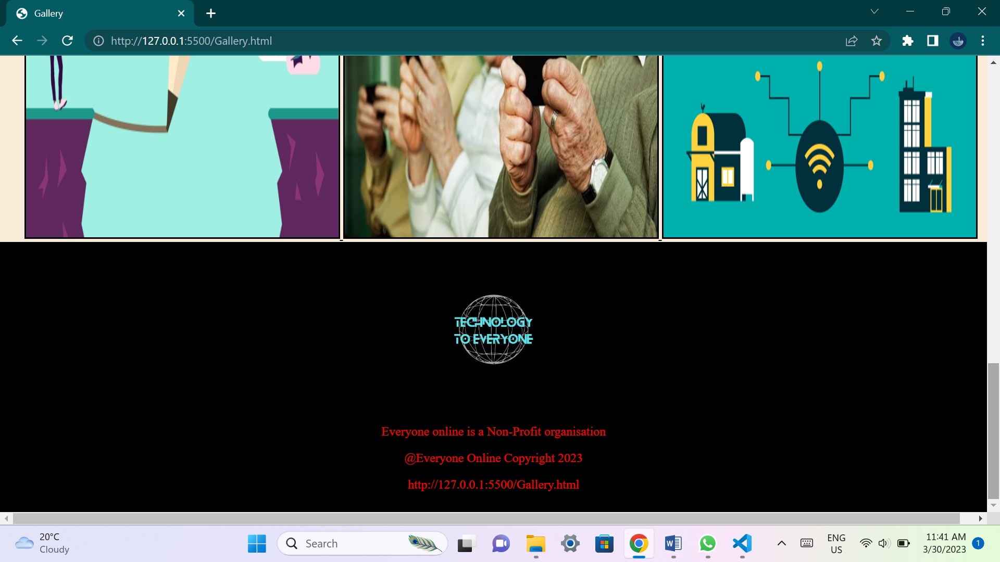 Gallery
http://127.0.0.1:5500/Gallery.html
TECHNOLOGY
TO EVERYONE
Everyone online is a Non-Profit organisation
@Everyone Online Copyright 2023
http://127.0.0.1:5500/Gallery.html
20°C
Cloudy
Search
W
ENG
US
11:41 AM
3/30/2023
1